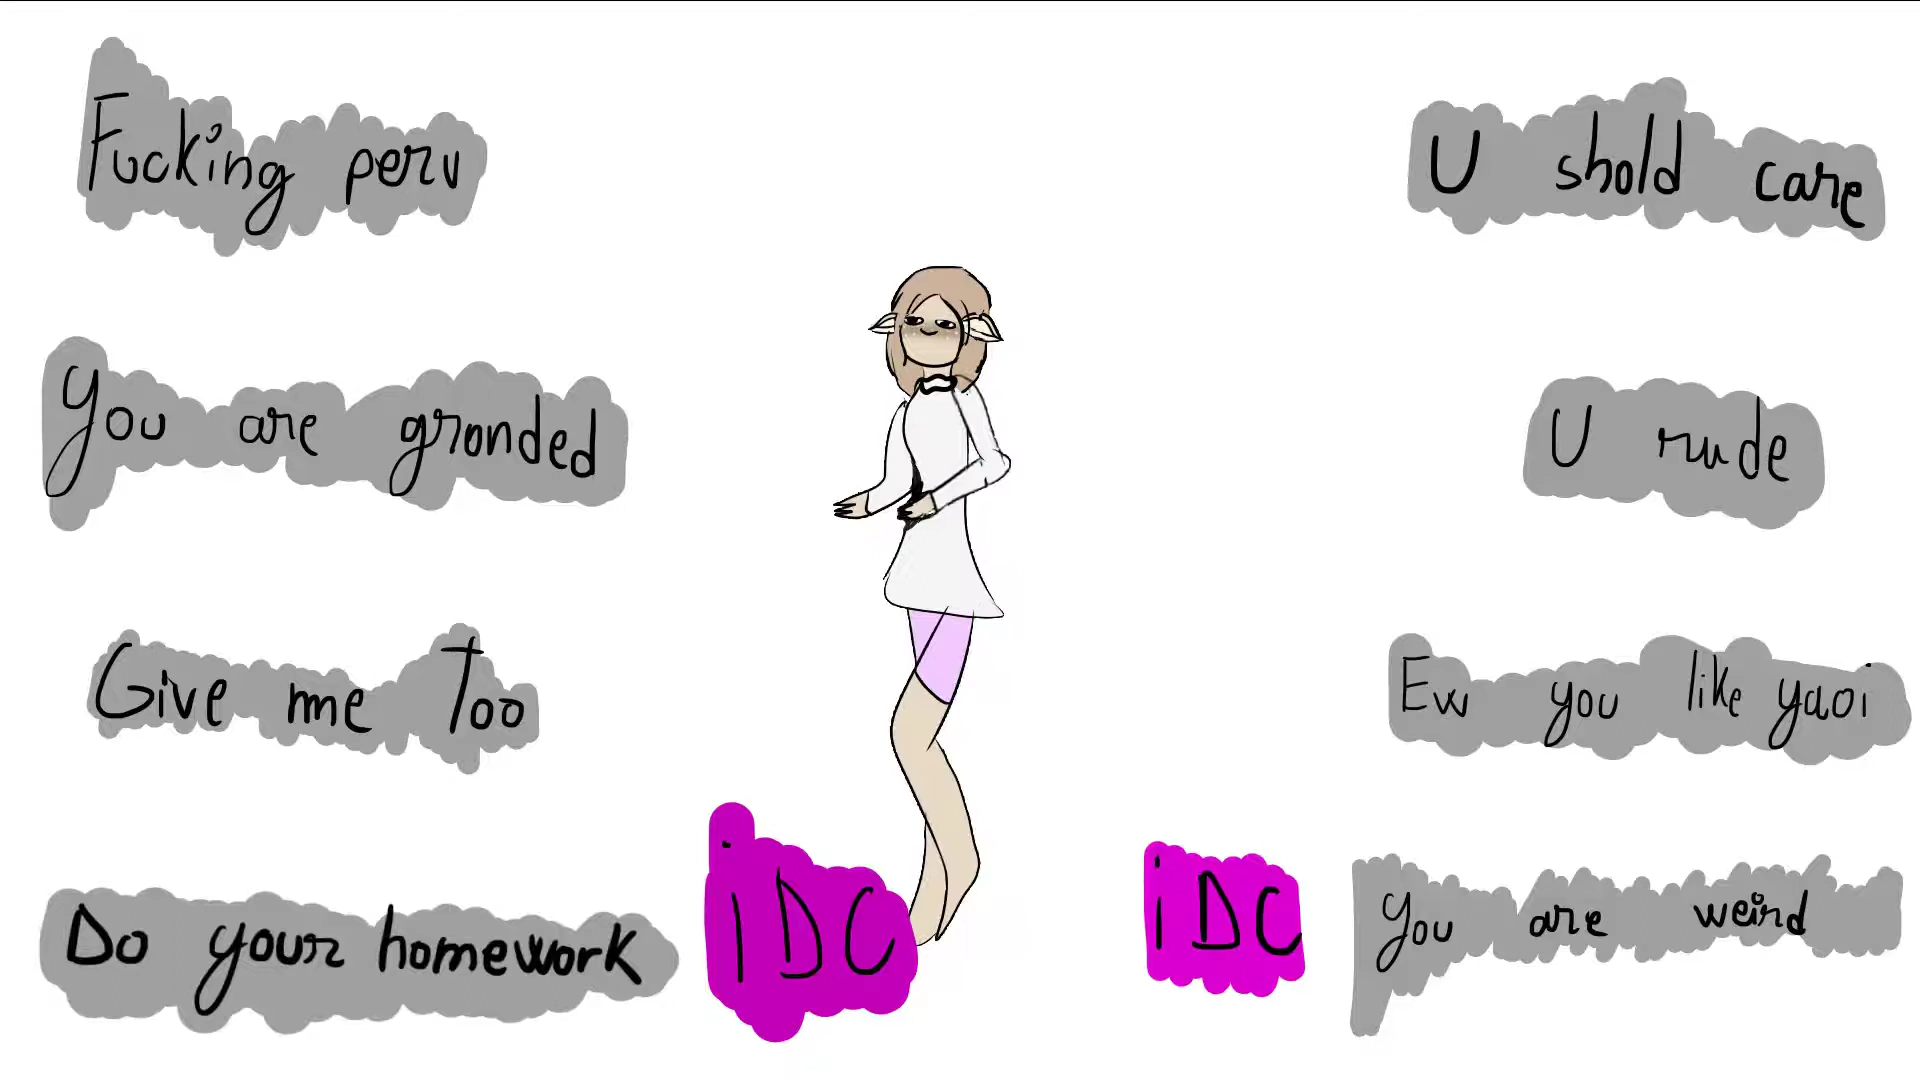 Fucking perv
U shold care
You are gronded
U rude
Give me Too
Ew you like yaoi
Do your homework
iDC
iDC
You are weird